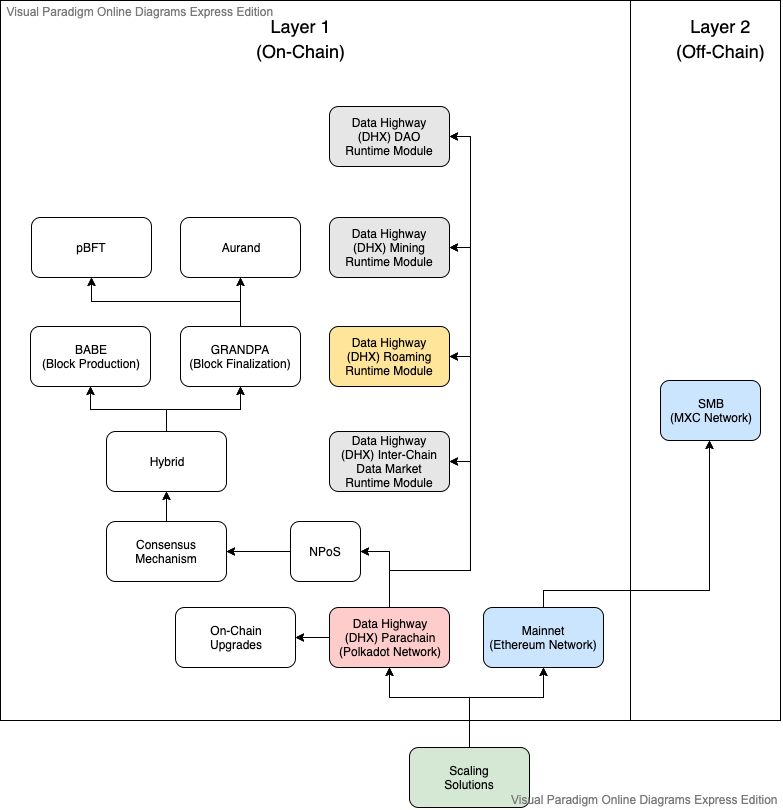 Visual Paradigm Online Diagrams Express Edition
Layer 1
(On-Chain)
Layer 2
(Off-Chain)
Data Highway
(DHX) DAO
Runtime Module
pBFT
Aurand
Data Highway
(DHX) Mining
Runtime Module
BABE
(Block Production)
GRANDPA
(Block Finalization)
Data Highway
(DHX) Roaming
Runtime Module
SMB
(MXC Network)
Hybrid
Data Highway
(DHX) Inter-Chain
Data Market
Runtime Module
Consensus
Mechanism
NPoS
On-Chain
Upgrades
Data Highway
(DHX) Parachain
(Polkadot Network)
Mainnet
(Ethereum Network)
Scaling
Solutions
Visual Paradigm Online Diagrams Express Edition